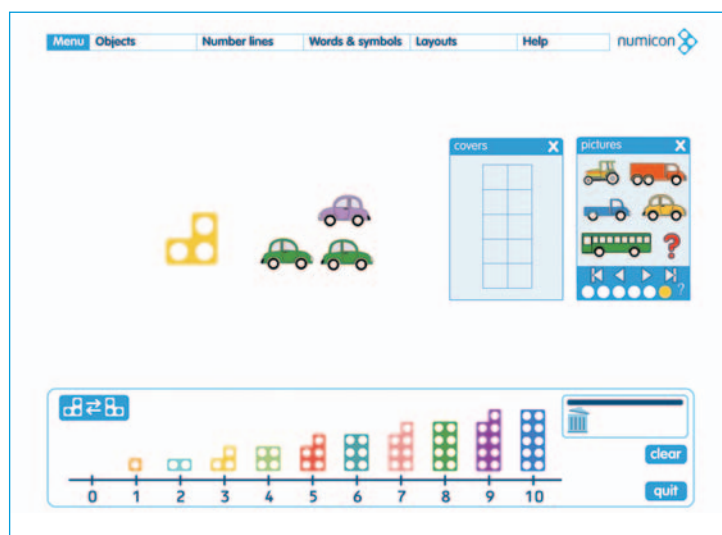 Menu Objects Number lines Words & symbols Layouts Help numicon
covers X pictures X
?
?
clear
0 1 2 3 4 5 6 7 8 9 10
quit